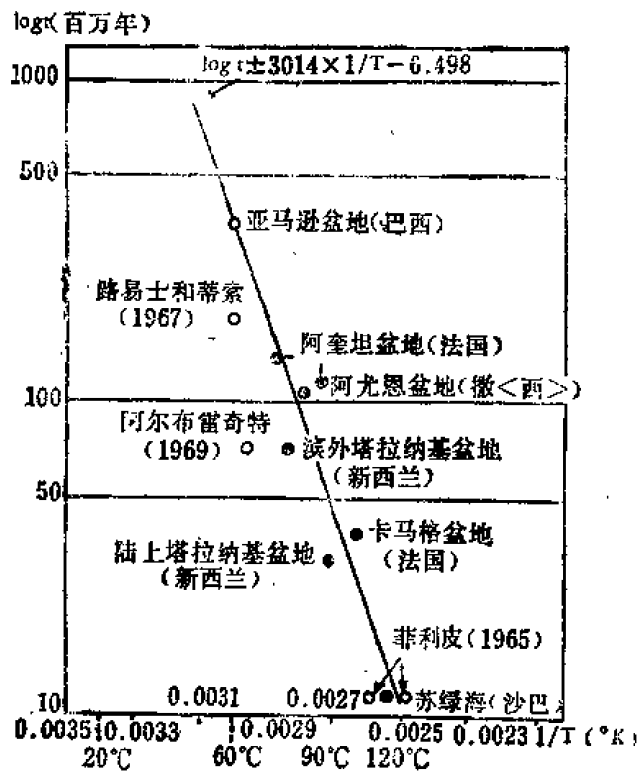 logt(百万年)
log t±3014×1/T-6.498
1000
500
亚马逊盆地(巴西)
路易士和蒂索
(1967)
阿奎坦盆地(法国)
阿尤恩盆地(撒<西>)
100
阿尔布雷奇特
(1969)
滨外塔拉纳基盆地
(新西兰)
50
卡马格盆地
(法国)
陆上塔拉纳基盆地
(新西兰)
菲利皮(1965)
0.0031 0.0027 苏绿海(沙巴)
10
0.0035 0.0033 0.0029 0.0025 0.0023 1/T(°K)
20℃ 60℃ 90℃ 120℃